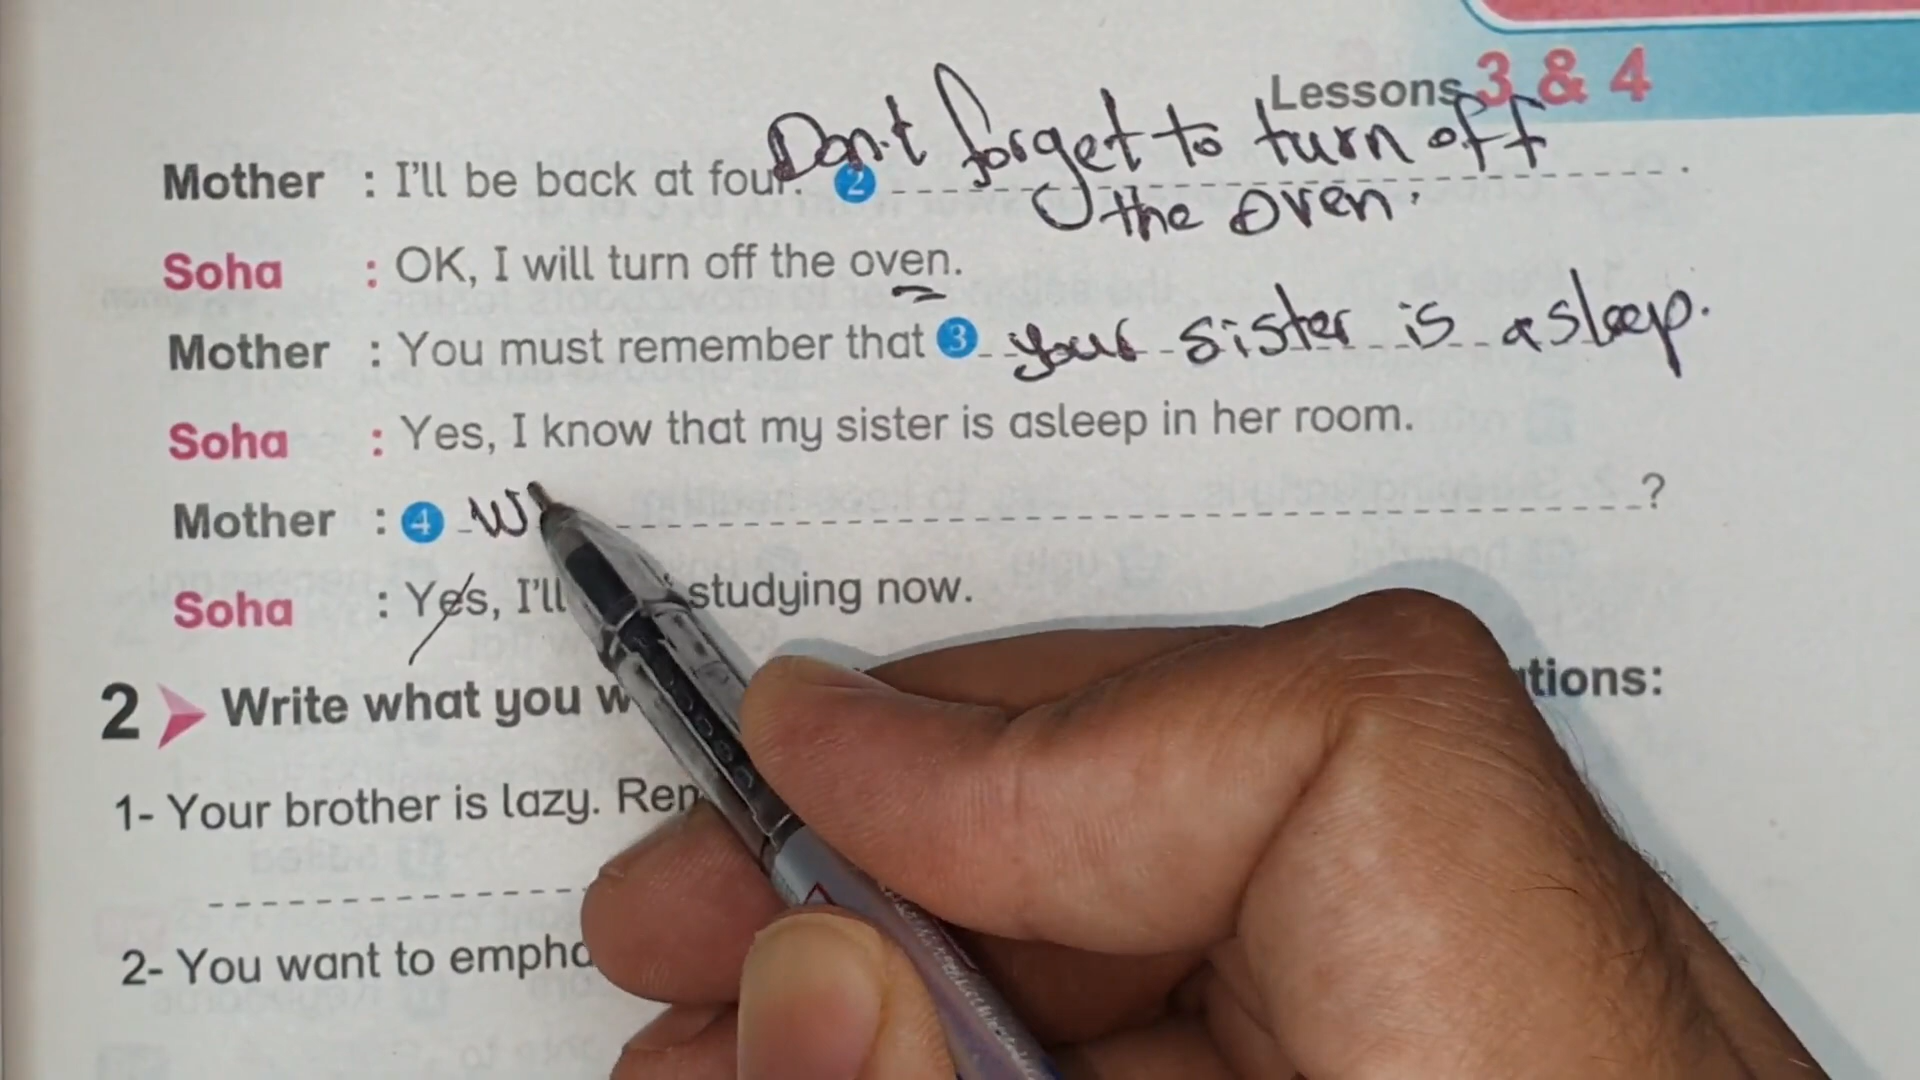 Lessons 3 & 4
Don't forget to turn off
Mother : I'll be back at four. 2 .
the oven.
Soha : OK, I will turn off the oven.
Mother : You must remember that 3 your sister is asleep.
Soha : Yes, I know that my sister is asleep in her room.
Mother : 4 W ?
Soha : Yes, I'll studying now.
2 Write what you tions:
1- Your brother is lazy.
2- You want to